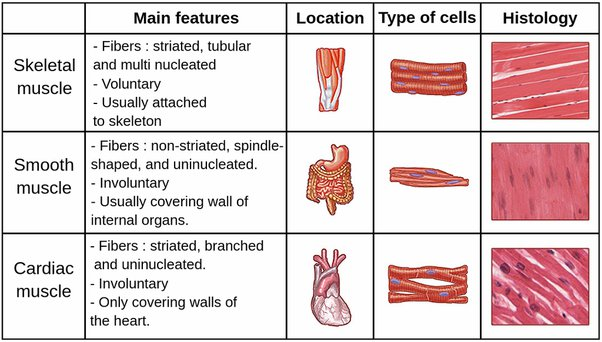 Main features
Location
Type of cells
Histology
Skeletal
muscle
- Fibers : striated, tubular
and multi nucleated
- Voluntary
- Usually attached
to skeleton
Smooth
muscle
- Fibers : non-striated, spindle-
shaped, and uninucleated.
- Involuntary
- Usually covering wall of
internal organs.
Cardiac
muscle
- Fibers : striated, branched
and uninucleated.
- Involuntary
- Only covering walls of
the heart.